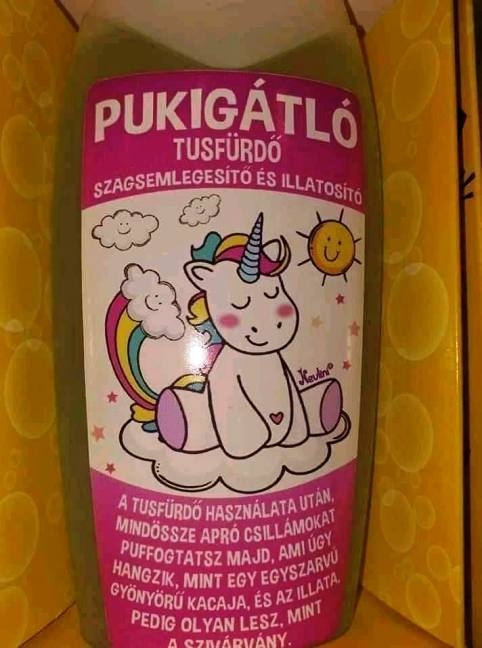 PUKIGÁTLÓ
TUSFÜRDŐ
SZAGSEMLEGESÍTŐ ÉS ILLATOSÍTÓ
Kevin®
A TUSFÜRDŐ HASZNÁLATA UTÁN,
MINDÖSSZE APRÓ CSILLÁMOKAT
PUFFOGTATSZ MAJD, AMI ÚGY
HANGZIK, MINT EGY EGYSZARVÚ
GYÖNYÖRŰ KACAJA, ÉS AZ ILLATA,
PEDIG OLYAN LESZ, MINT
A SZIVÁRVÁNY.